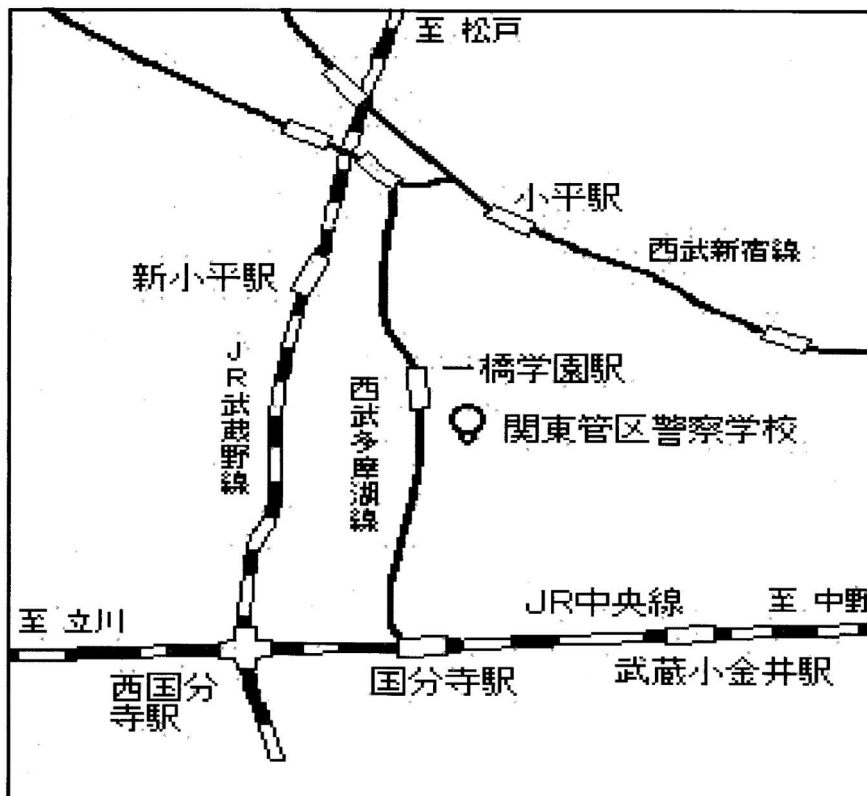 至 松戸
小平駅
西武新宿線
新小平駅
JR武蔵野線
西武多摩湖線
一橋学園駅
関東管区警察学校
JR中央線
至 中野
至 立川
西国分
寺駅
国分寺駅
武蔵小金井駅